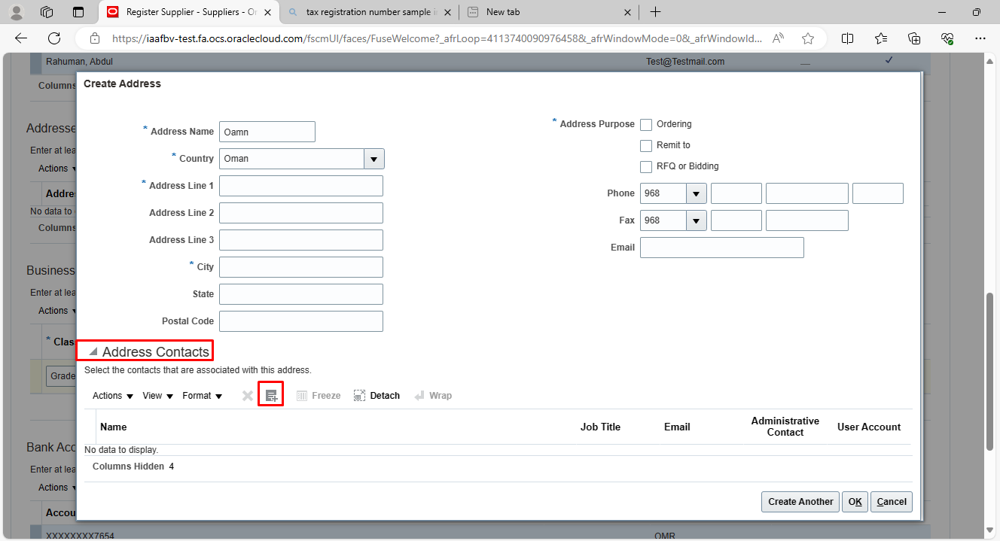 Register Supplier - Suppliers - O
tax registration number sample i
New tab
https://iaafbv-test.fa.ocs.oraclecloud.com/fscmUI/faces/FuseWelcome?_afrLoop=4113740090976458&_afrWindowMode=0&_afrWindowId...
Rahuman, Abdul Test@Testmail.com
Columns
Create Address
Addresse
Enter at lea
Actions
Addre
No data to
Columns
Business
Enter at lea
Actions
* Clas
Grade
Bank Acc
Enter at lea
Actions
Accou
XXXXXXXX7654 OMR
* Address Name Oamn
* Country Oman
* Address Line 1
Address Line 2
Address Line 3
* City
State
Postal Code
* Address Purpose Ordering
Remit to
RFQ or Bidding
Phone 968
Fax 968
Email
Address Contacts
Select the contacts that are associated with this address.
Actions View Format Freeze Detach Wrap
Name Job Title Email Administrative Contact User Account
No data to display.
Columns Hidden 4
Create Another OK Cancel